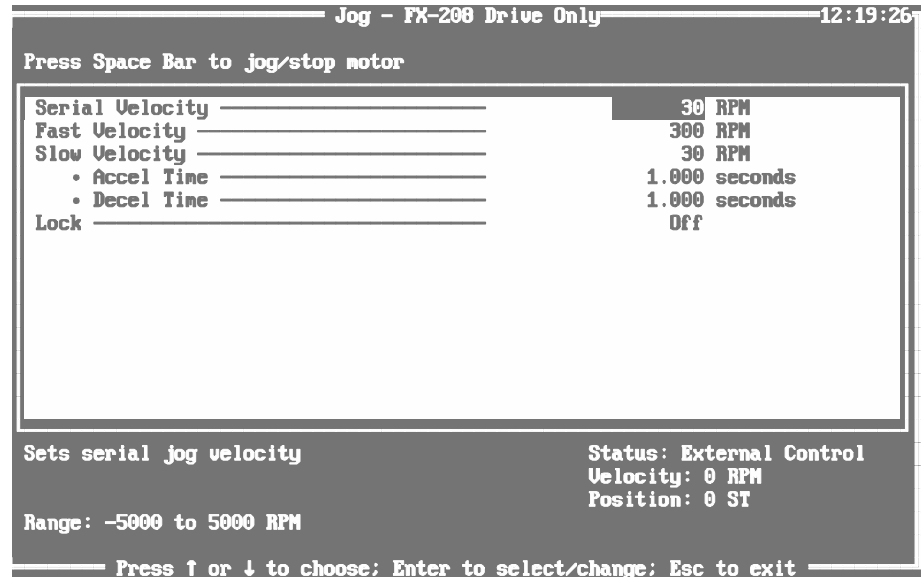 Jog - FX-208 Drive Only 12:19:26
Press Space Bar to jog/stop motor
Serial Velocity 30 RPM
Fast Velocity 300 RPM
Slow Velocity 30 RPM
• Accel Time 1.000 seconds
• Decel Time 1.000 seconds
Lock Off
Sets serial jog velocity
Status: External Control
Velocity: 0 RPM
Position: 0 ST
Range: -5000 to 5000 RPM
Press ↑ or ↓ to choose; Enter to select/change; Esc to exit